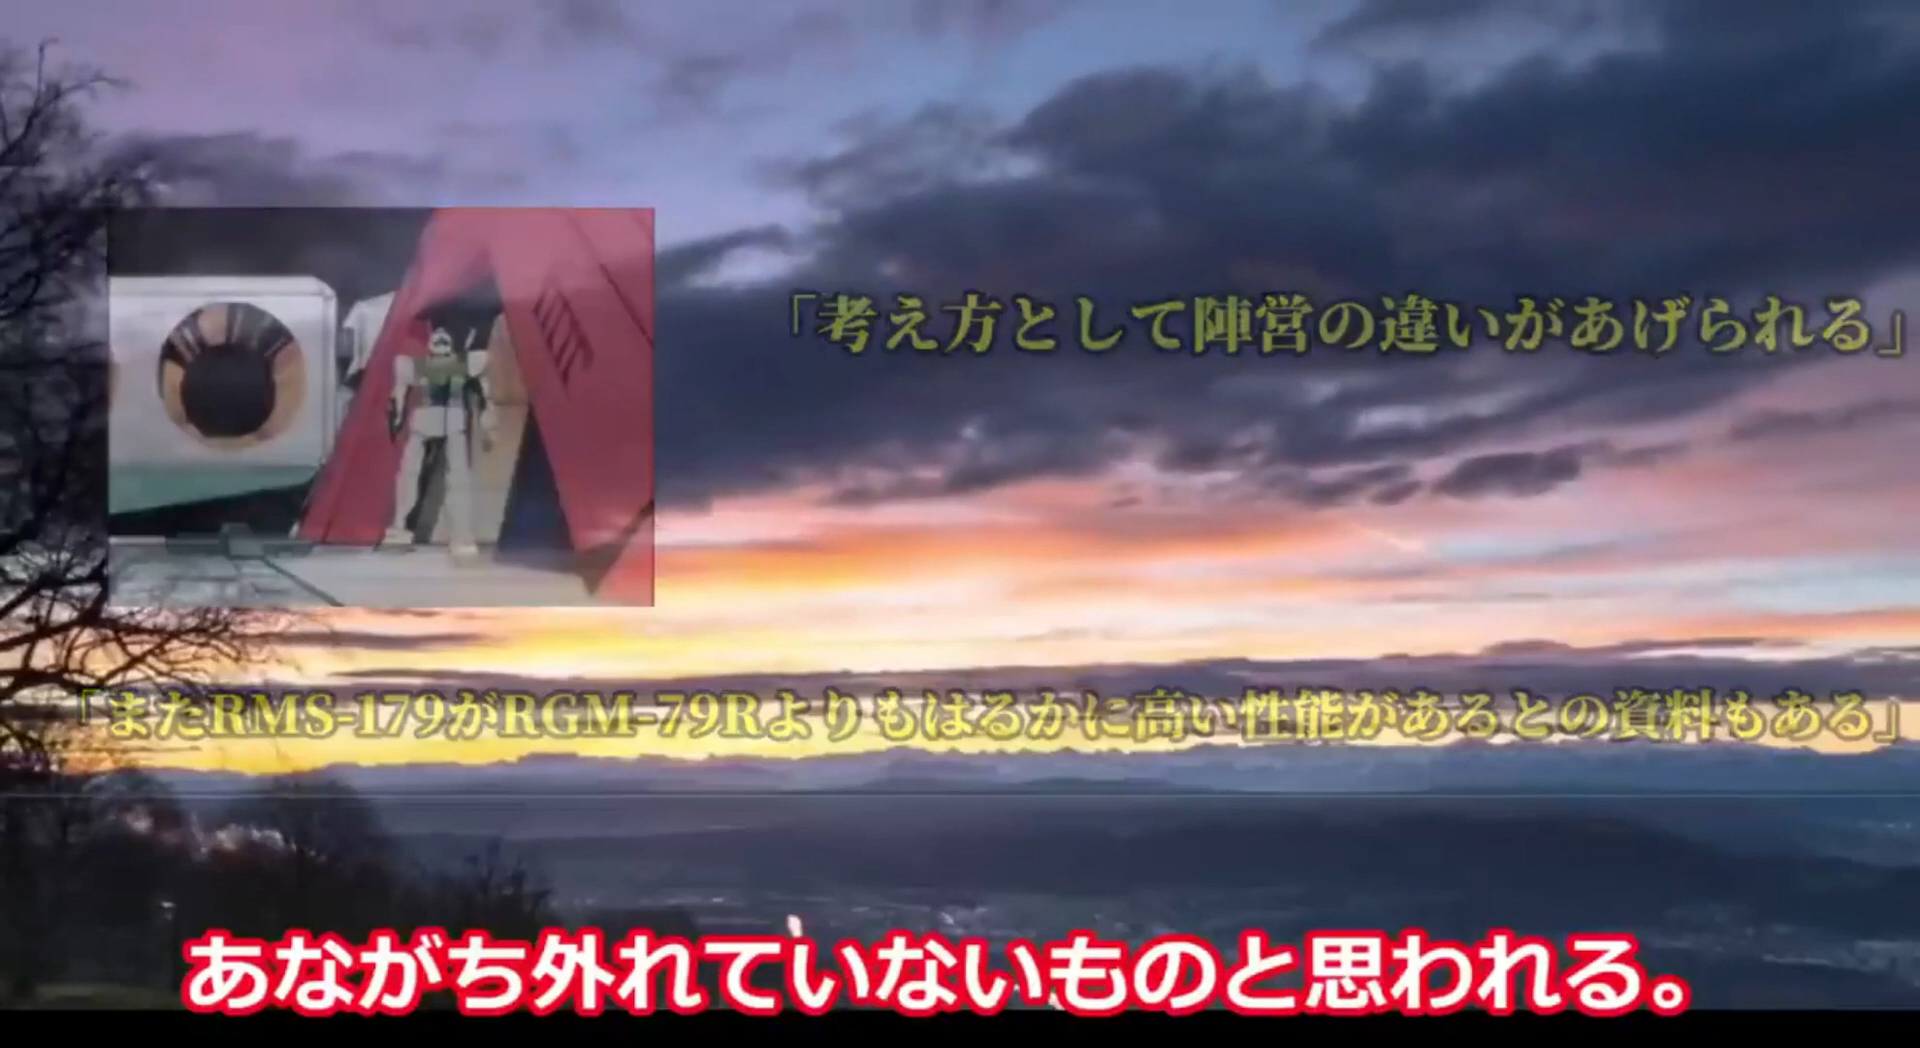 「考え方として陣営の違いがあげられる」
「またRMS-179がRGM-79Rよりもはるかに高い性能があるとの資料もある」
あながち外れていないものと思われる。